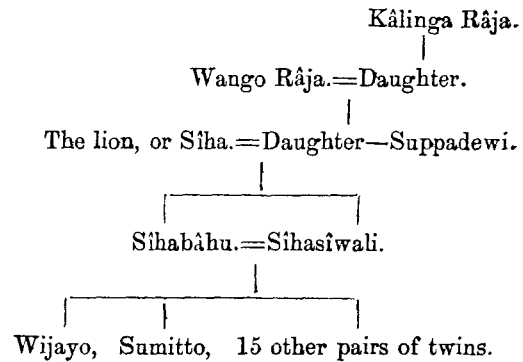 Kâlinga Râja.
Wango Râja.=Daughter.
The lion, or Sîha.=Daughter—Suppadewí.
Sîhabâhu.=Sîhasîwali.
Wijayo, Sumitto, 15 other pairs of twins.